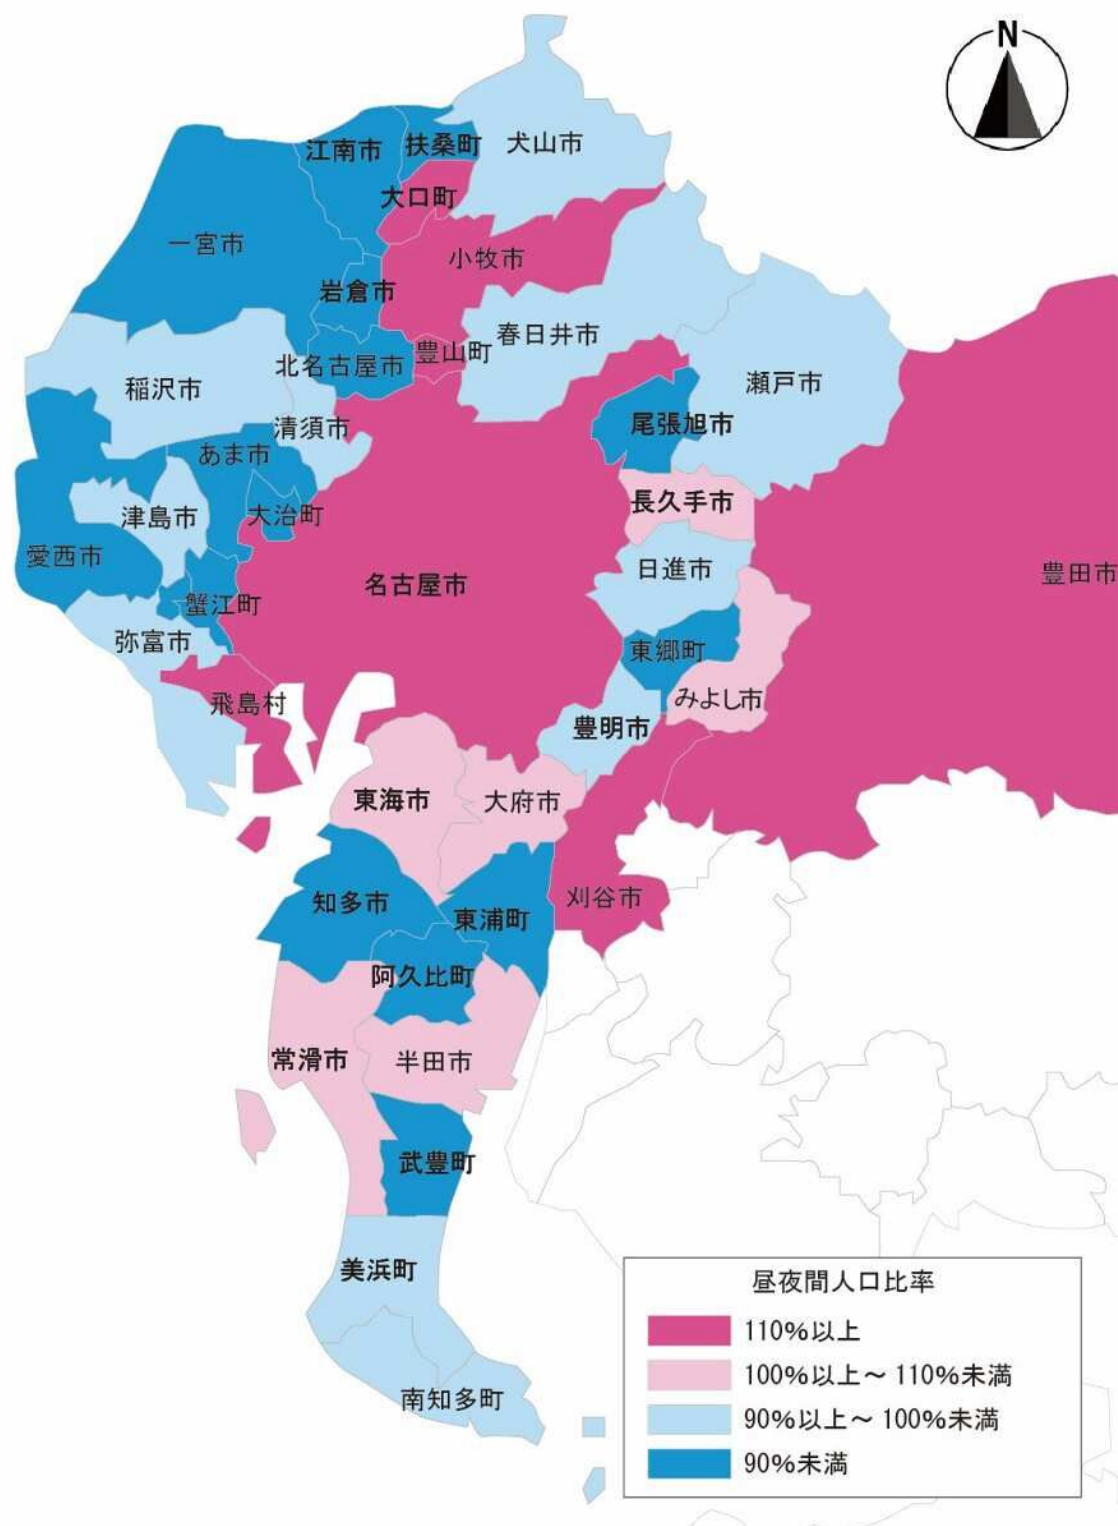 N
江南市
扶桑町
犬山市
大口町
一宮市
小牧市
岩倉市
春日井市
北名古屋市
豊山町
稲沢市
瀬戸市
清須市
尾張旭市
あま市
長久手市
津島市
大治町
愛西市
日進市
豊田市
名古屋市
蟹江町
弥富市
東郷町
飛島村
みよし市
豊明市
東海市
大府市
知多市
東浦町
刈谷市
阿久比町
常滑市
半田市
武豊町
美浜町
南知多町
昼夜間人口比率
110%以上
100%以上～110%未満
90%以上～100%未満
90%未満